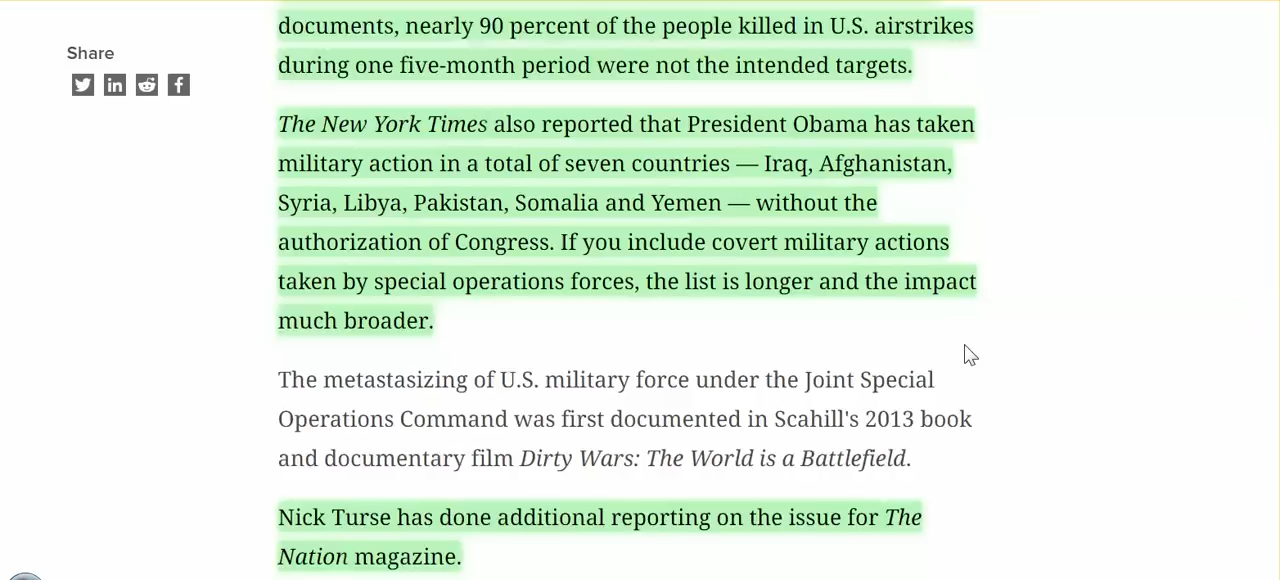 documents, nearly 90 percent of the people killed in U.S. airstrikes
Share
during one five-month period were not the intended targets.
The New York Times also reported that President Obama has taken
military action in a total of seven countries — Iraq, Afghanistan,
Syria, Libya, Pakistan, Somalia and Yemen — without the
authorization of Congress. If you include covert military actions
taken by special operations forces, the list is longer and the impact
much broader.
The metastasizing of U.S. military force under the Joint Special
Operations Command was first documented in Scahill's 2013 book
and documentary film Dirty Wars: The World is a Battlefield.
Nick Turse has done additional reporting on the issue for The
Nation magazine.